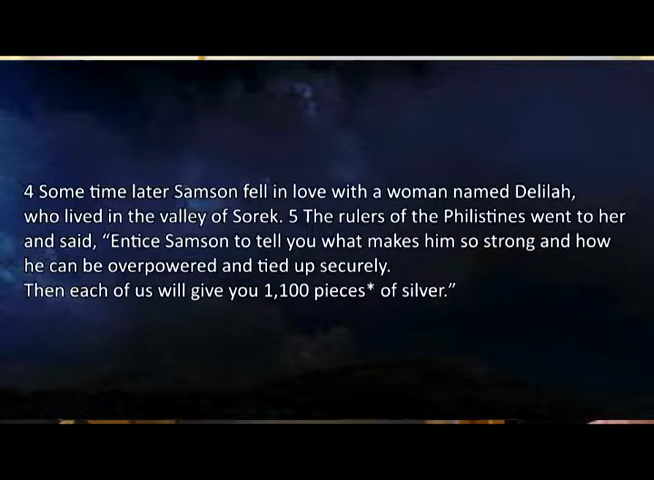 4 Some time later Samson fell in love with a woman named Delilah,
who lived in the valley of Sorek. 5 The rulers of the Philistines went to her
and said, “Entice Samson to tell you what makes him so strong and how
he can be overpowered and tied up securely.
Then each of us will give you 1,100 pieces* of silver.”